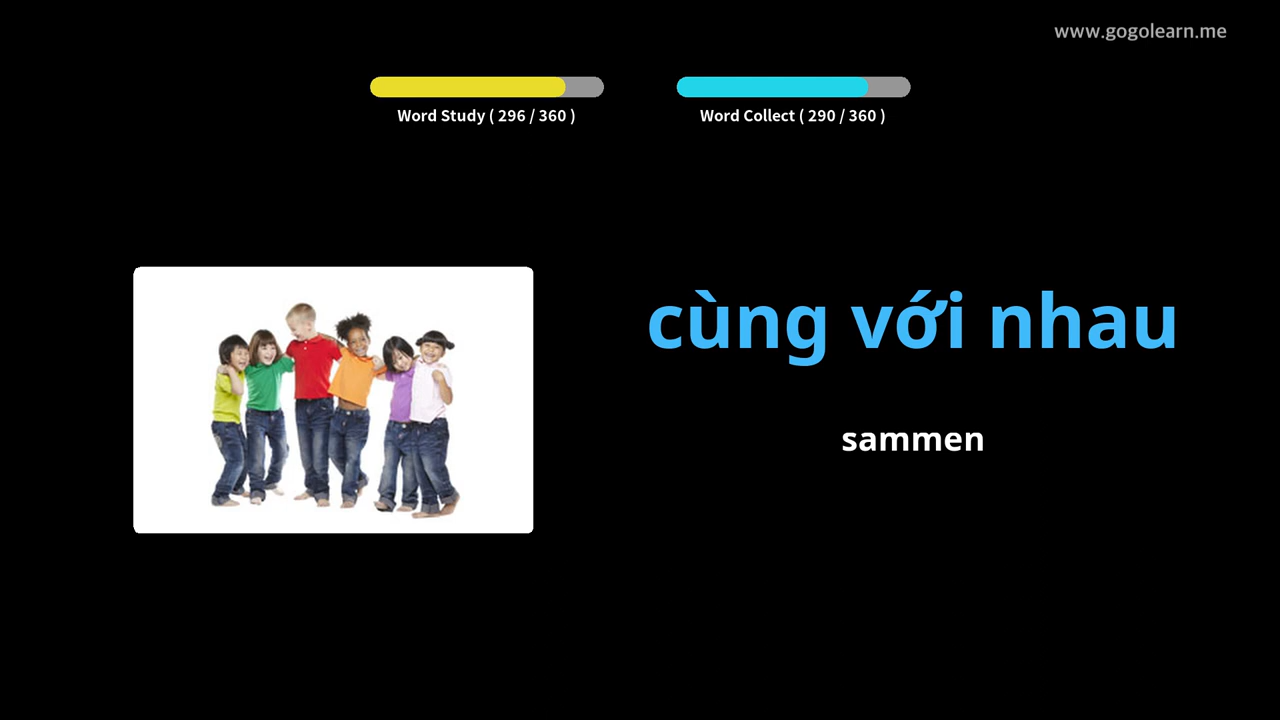 www.gogolearn.me
Word Study ( 296 / 360 )
Word Collect ( 290 / 360 )
cùng với nhau
sammen